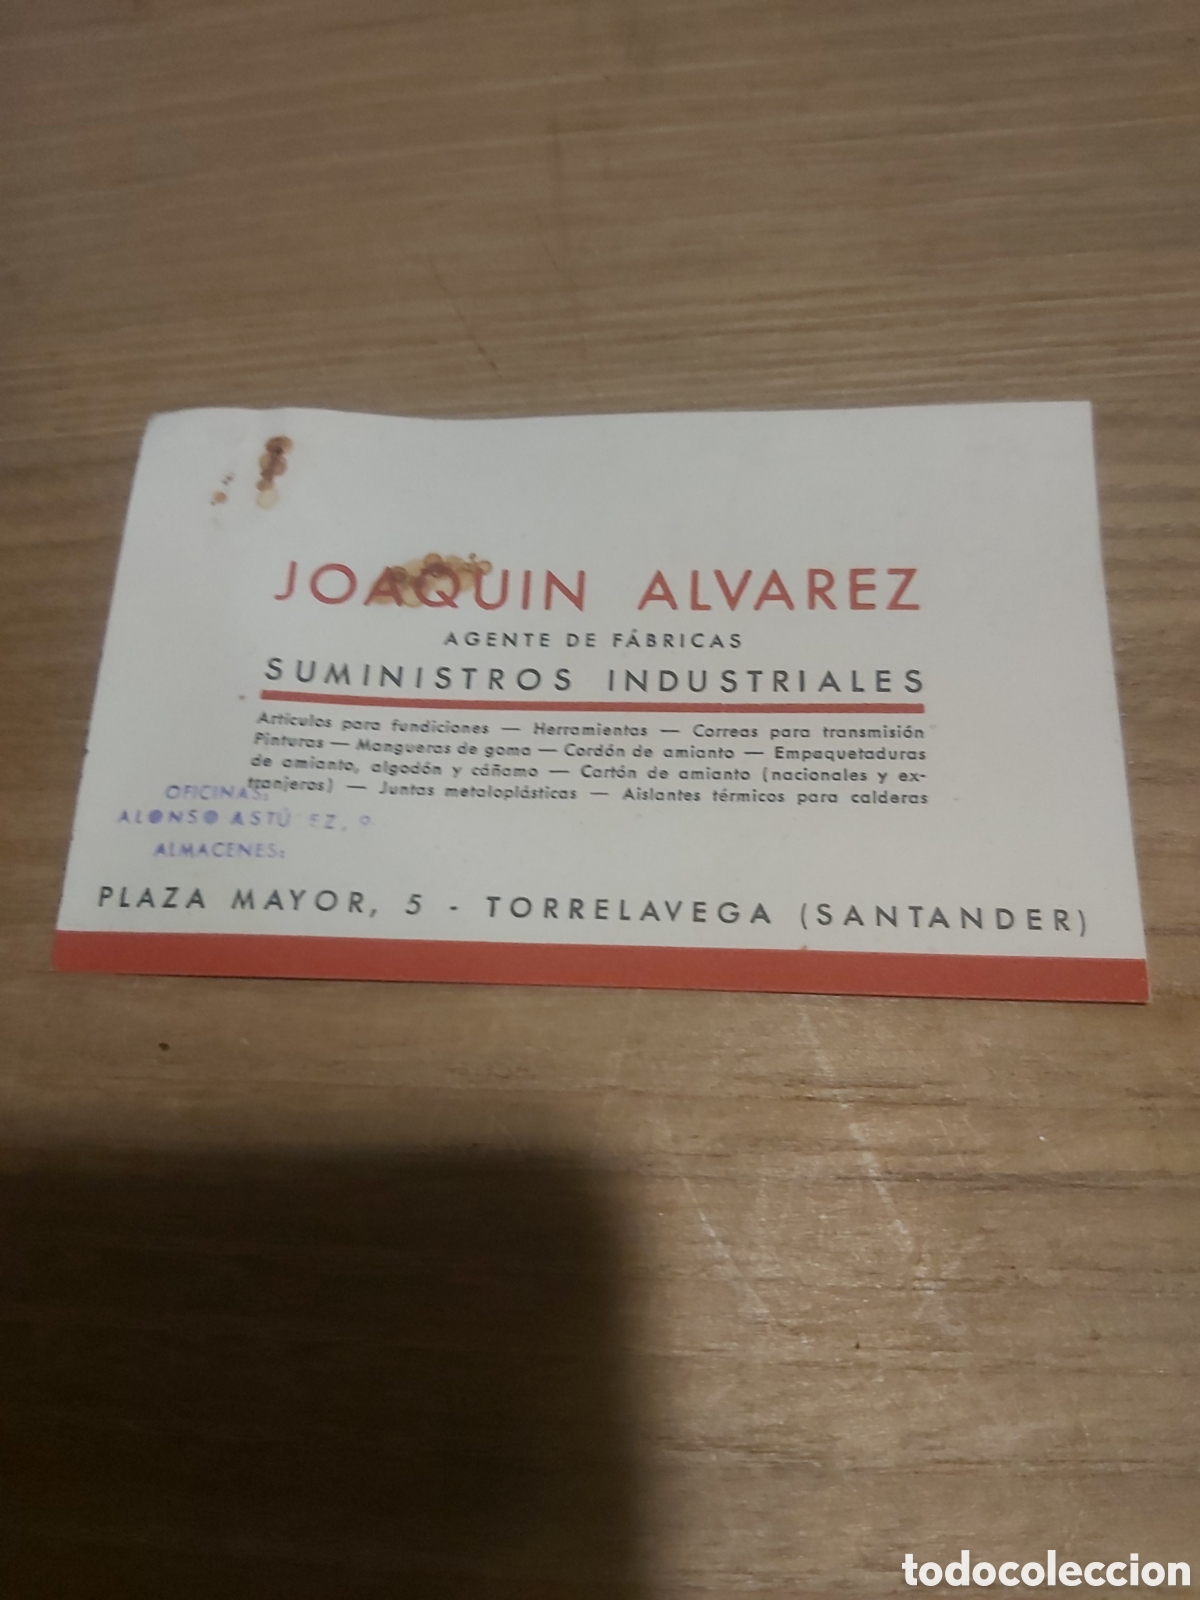 JOAQUIN ALVAREZ
AGENTE DE FÁBRICAS
SUMINISTROS INDUSTRIALES
Artículos para fundiciones — Herramientas — Correas para transmisión
Pinturas — Mangueras de goma — Cordón de amianto — Empaquetaduras
de amianto, algodón y cáñamo — Cartón de amianto (nacionales y ex-
tranjeros) — Juntas metaloplásticas — Aislantes térmicos para calderas
OFICINAS:
ALONSO
ALMACENES:
PLAZA MAYOR, 5 - TORRELAVEGA (SANTANDER)
todocoleccion